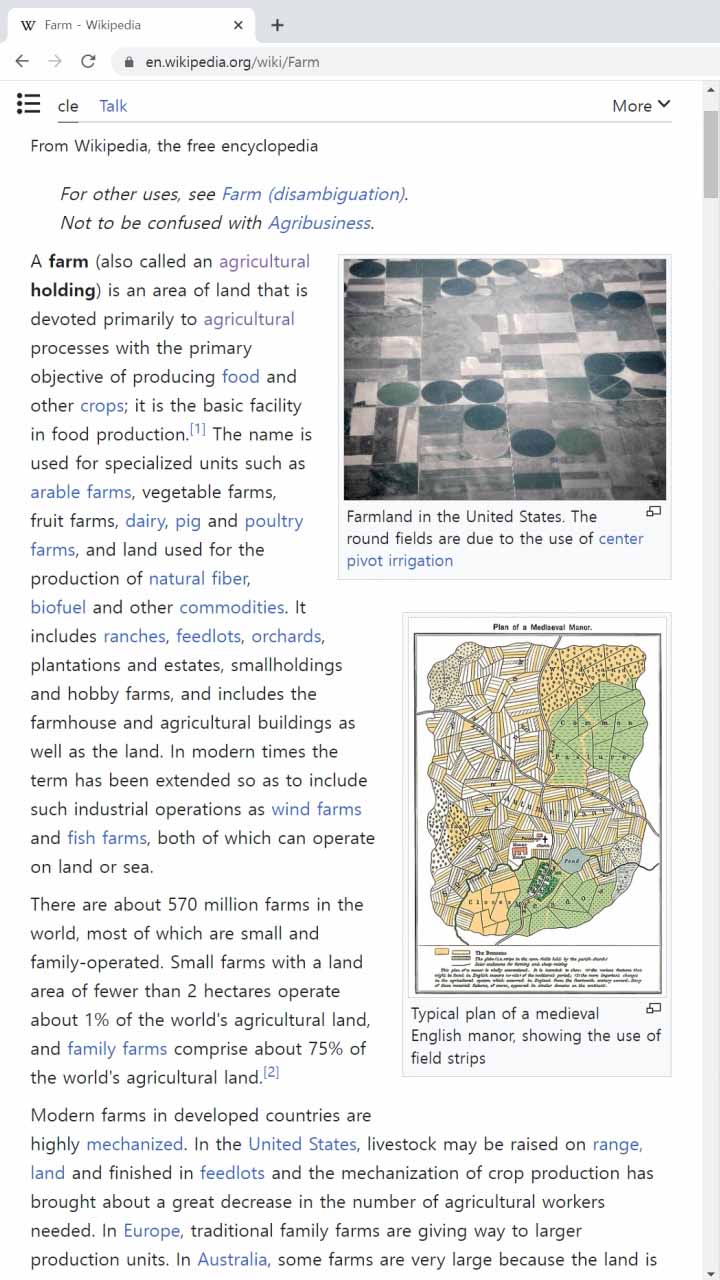 Farm - Wikipedia
en.wikipedia.org/wiki/Farm
cle Talk More
From Wikipedia, the free encyclopedia
For other uses, see Farm (disambiguation).
Not to be confused with Agribusiness.
A farm (also called an agricultural
holding) is an area of land that is
devoted primarily to agricultural
processes with the primary
objective of producing food and
other crops; it is the basic facility
in food production.[1] The name is
used for specialized units such as
arable farms, vegetable farms,
fruit farms, dairy, pig and poultry
farms, and land used for the
production of natural fiber,
biofuel and other commodities. It
includes ranches, feedlots, orchards,
plantations and estates, smallholdings
and hobby farms, and includes the
farmhouse and agricultural buildings as
well as the land. In modern times the
term has been extended so as to include
such industrial operations as wind farms
and fish farms, both of which can operate
on land or sea.
Farmland in the United States. The
round fields are due to the use of center
pivot irrigation
Plan of a Mediaeval Manor.
Common
Pasture
Pond
The Demesne
Typical plan of a medieval
English manor, showing the use of
field strips
There are about 570 million farms in the
world, most of which are small and
family-operated. Small farms with a land
area of fewer than 2 hectares operate
about 1% of the world's agricultural land,
and family farms comprise about 75% of
the world's agricultural land.[2]
Modern farms in developed countries are
highly mechanized. In the United States, livestock may be raised on range,
land and finished in feedlots and the mechanization of crop production has
brought about a great decrease in the number of agricultural workers
needed. In Europe, traditional family farms are giving way to larger
production units. In Australia, some farms are very large because the land is